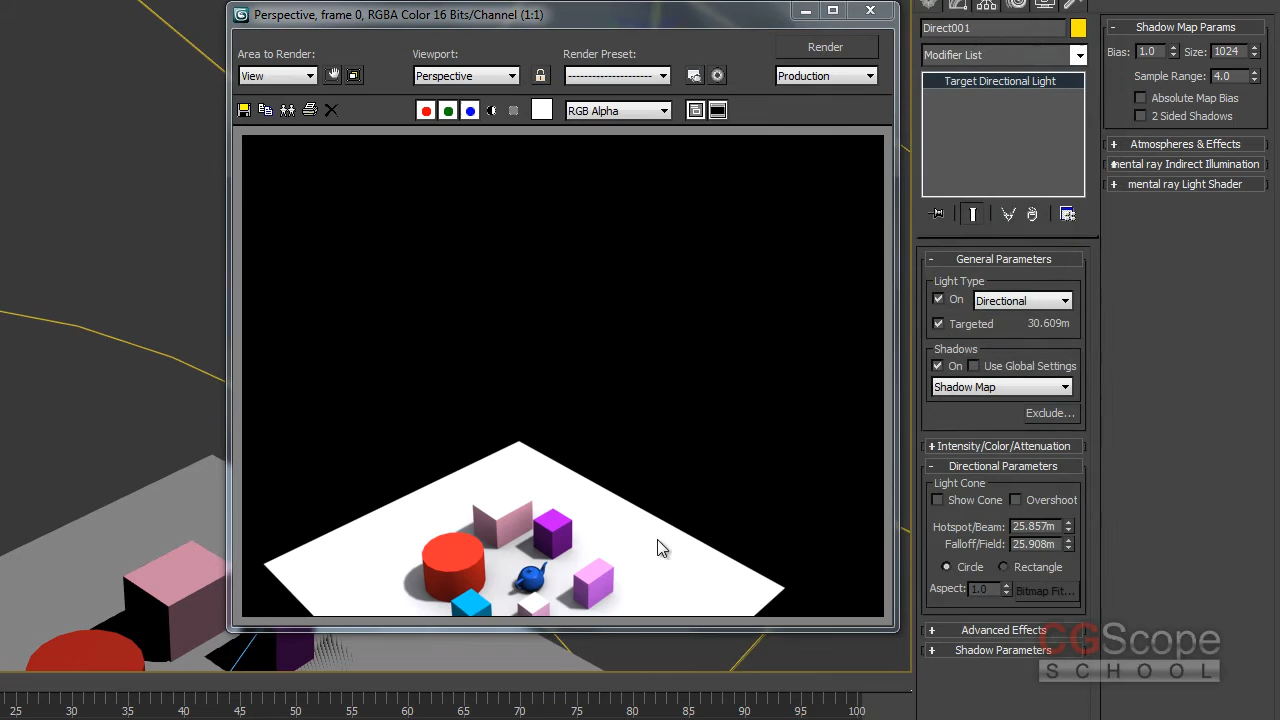 Perspective, frame 0, RGBA Color 16 Bits/Channel (1:1)
Area to Render:
Viewport:
Render Preset:
Render
View
Perspective
--------------------
Production
RGB Alpha
Direct001
Modifier List
Target Directional Light
- General Parameters
Light Type
On
Directional
Targeted
30.609m
Shadows
On
Use Global Settings
Shadow Map
Exclude...
+ Intensity/Color/Attenuation
- Directional Parameters
Light Cone
Show Cone
Overshoot
Hotspot/Beam: 25.857m
Falloff/Field: 25.908m
Circle
Rectangle
Aspect: 1.0
Bitmap Fit...
+ Advanced Effects
+ Shadow Parameters
- Shadow Map Params
Bias: 1.0 Size: 1024
Sample Range: 4.0
Absolute Map Bias
2 Sided Shadows
+ Atmospheres & Effects
mental ray Indirect Illumination
+ mental ray Light Shader
CGScope
SCHOOL
25 30 35 40 45 50 55 60 65 70 75 80 85 90 95 100